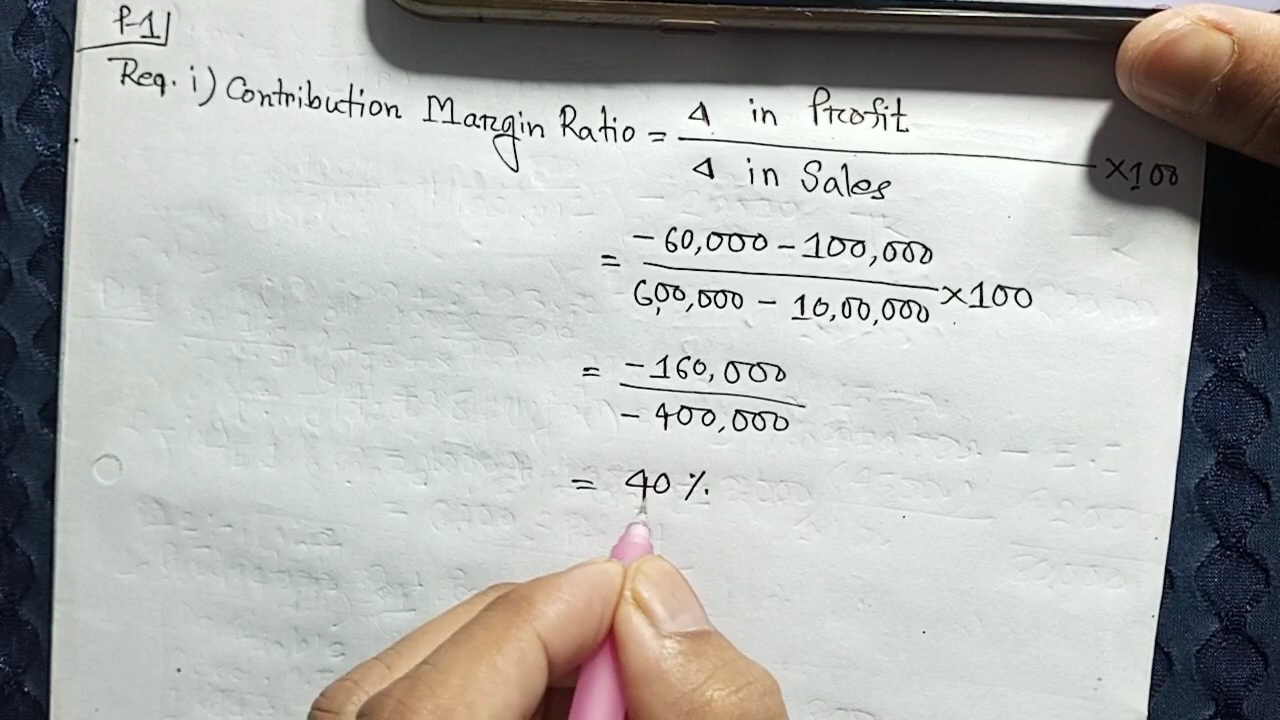 P-1
Req. i) Contribution Margin Ratio = Δ in Profit / Δ in Sales ×100
= -60,000 - 100,000 / 600,000 - 10,00,000 ×100
= -160,000 / -400,000
= 40%